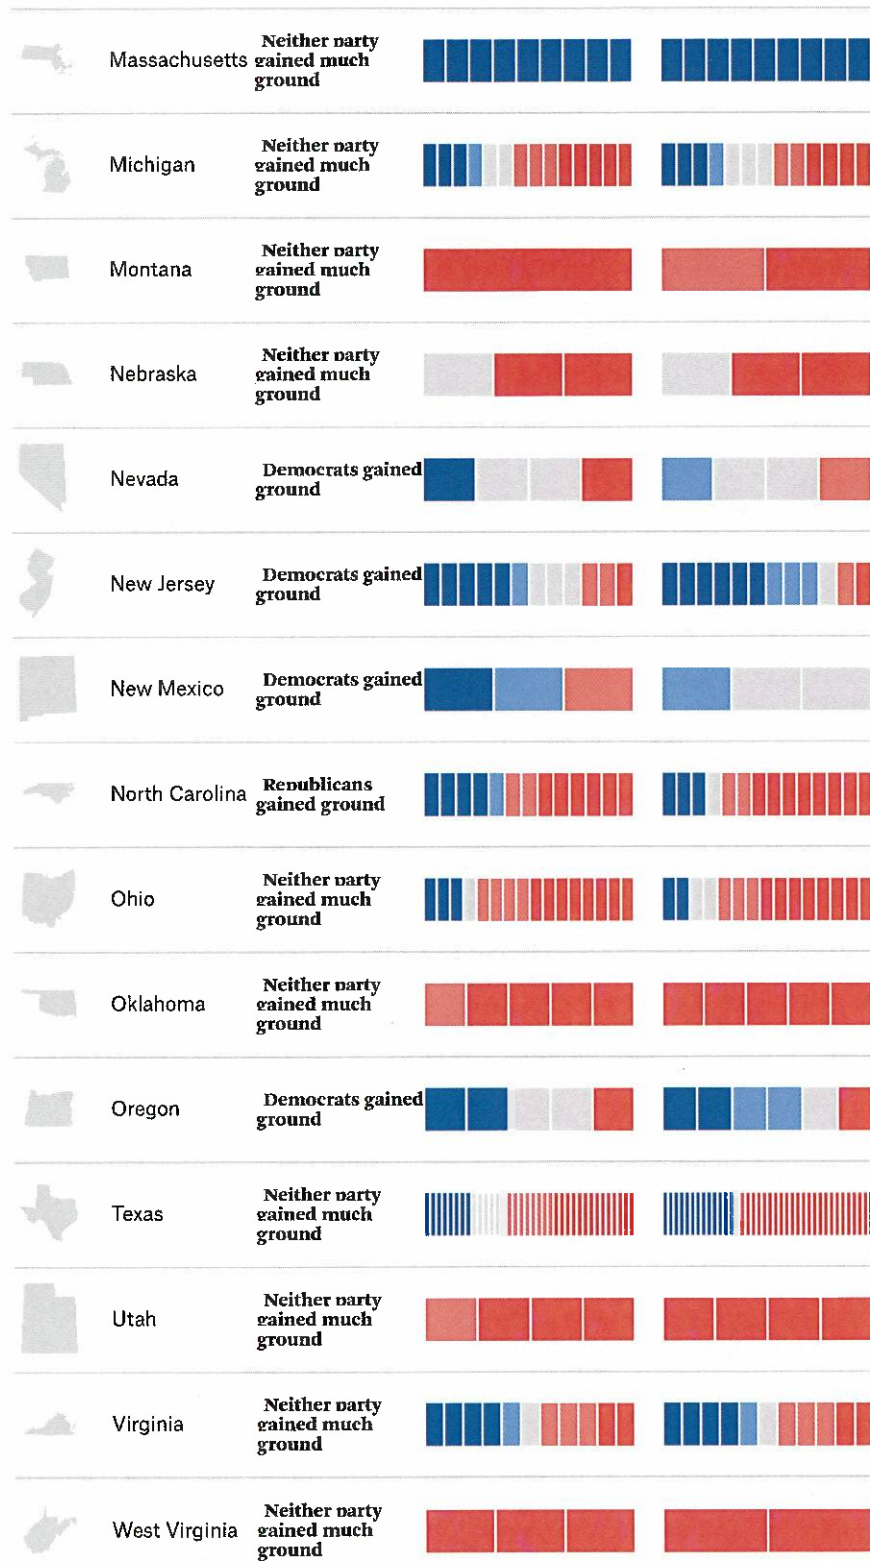 Massachusetts
Neither party
gained much
ground
Michigan
Neither party
gained much
ground
Montana
Neither party
gained much
ground
Nebraska
Neither party
gained much
ground
Nevada
Democrats gained
ground
New Jersey
Democrats gained
ground
New Mexico
Democrats gained
ground
North Carolina
Republicans
gained ground
Ohio
Neither party
gained much
ground
Oklahoma
Neither party
gained much
ground
Oregon
Democrats gained
ground
Texas
Neither party
gained much
ground
Utah
Neither party
gained much
ground
Virginia
Neither party
gained much
ground
West Virginia
Neither party
gained much
ground